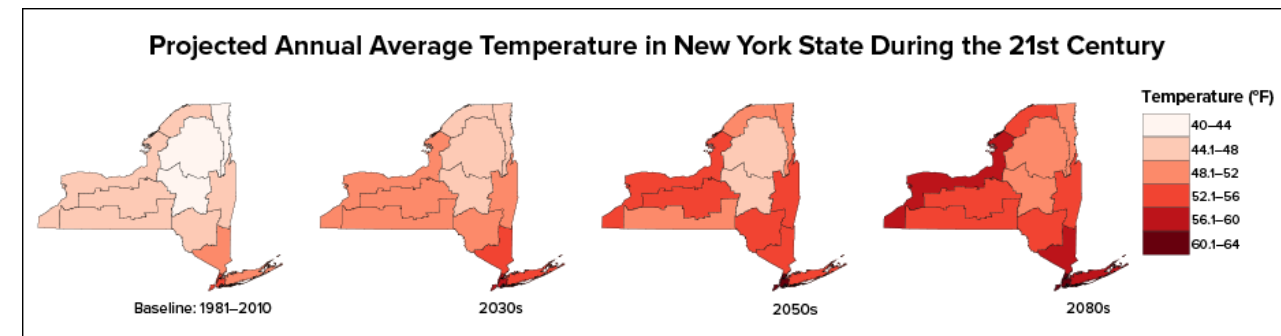 Projected Annual Average Temperature in New York State During the 21st Century
Temperature (°F)
40–44
44.1–48
48.1–52
52.1–56
56.1–60
60.1–64
Baseline: 1981–2010
2030s
2050s
2080s